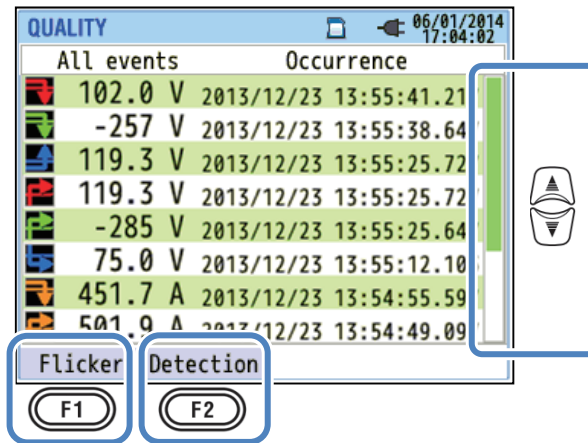 QUALITY 06/01/2014
17:04:02
All events Occurrence
102.0 V 2013/12/23 13:55:41.21
-257 V 2013/12/23 13:55:38.64
119.3 V 2013/12/23 13:55:25.72
119.3 V 2013/12/23 13:55:25.72
-285 V 2013/12/23 13:55:25.64
75.0 V 2013/12/23 13:55:12.10
451.7 A 2013/12/23 13:54:55.59
501.9 A 2013/12/23 13:54:49.09
Flicker Detection
F1 F2